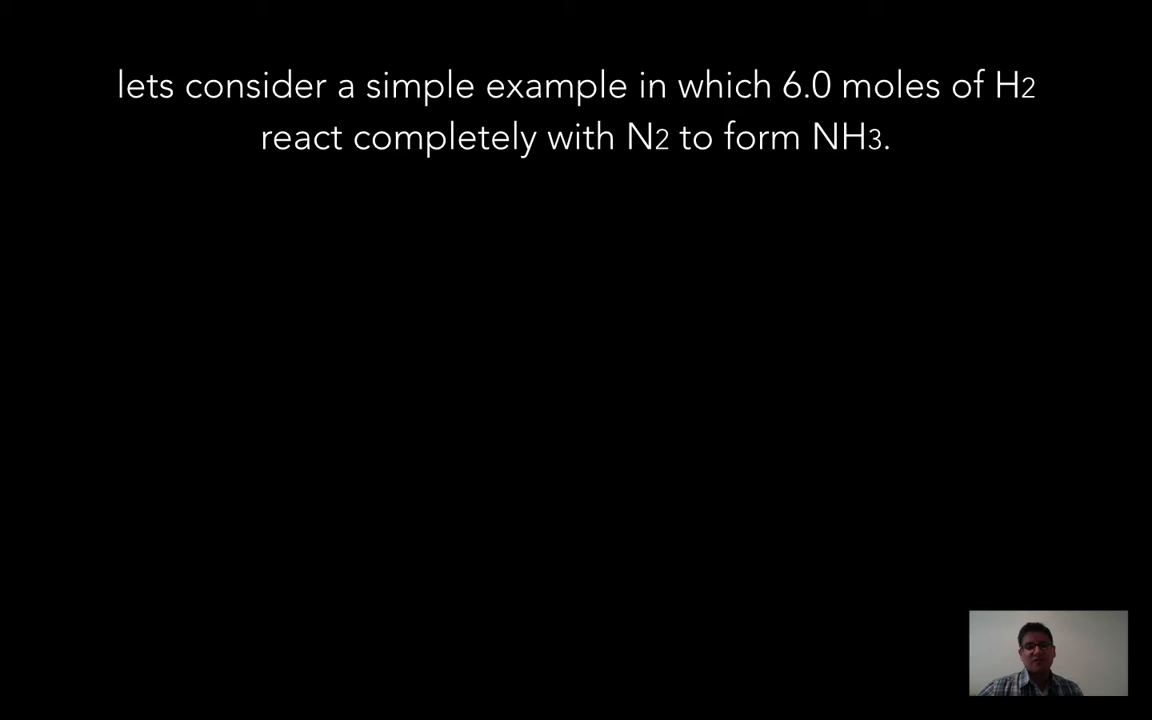 lets consider a simple example in which 6.0 moles of H2
react completely with N2 to form NH3.